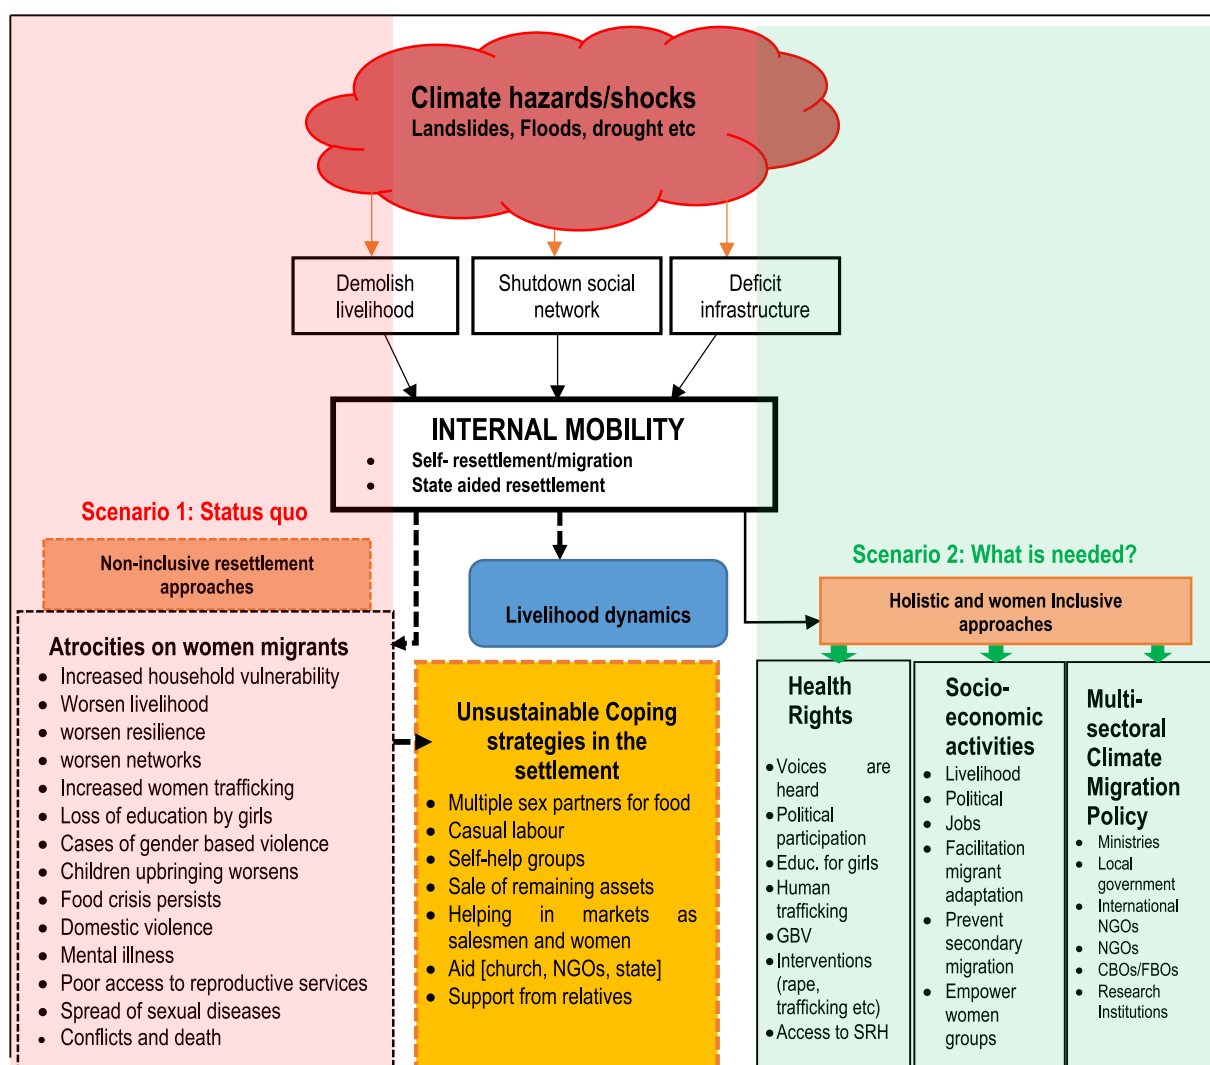 Climate hazards/shocks
Landslides, Floods, drought etc
Demolish
livelihood
Shutdown social
network
Deficit
infrastructure
INTERNAL MOBILITY
• Self- resettlement/migration
• State aided resettlement
Scenario 1: Status quo
Non-inclusive resettlement
approaches
Atrocities on women migrants
• Increased household vulnerability
• Worsen livelihood
• worsen resilience
• worsen networks
• Increased women trafficking
• Loss of education by girls
• Cases of gender based violence
• Children upbringing worsens
• Food crisis persists
• Domestic violence
• Mental illness
• Poor access to reproductive services
• Spread of sexual diseases
• Conflicts and death
Livelihood dynamics
Unsustainable Coping
strategies in the
settlement
• Multiple sex partners for food
• Casual labour
• Self-help groups
• Sale of remaining assets
• Helping in markets as
salesmen and women
• Aid [church, NGOs, state]
• Support from relatives
Scenario 2: What is needed?
Holistic and women Inclusive
approaches
Health
Rights
• Voices are
heard
• Political
participation
• Educ. for girls
• Human
trafficking
• GBV
• Interventions
(rape,
trafficking etc)
• Access to SRH
Socio-
economic
activities
• Livelihood
• Political
• Jobs
• Facilitation
migrant
adaptation
• Prevent
secondary
migration
• Empower
women
groups
Multi-
sectoral
Climate
Migration
Policy
• Ministries
• Local
government
• International
NGOs
• NGOs
• CBOs/FBOs
• Research
Institutions